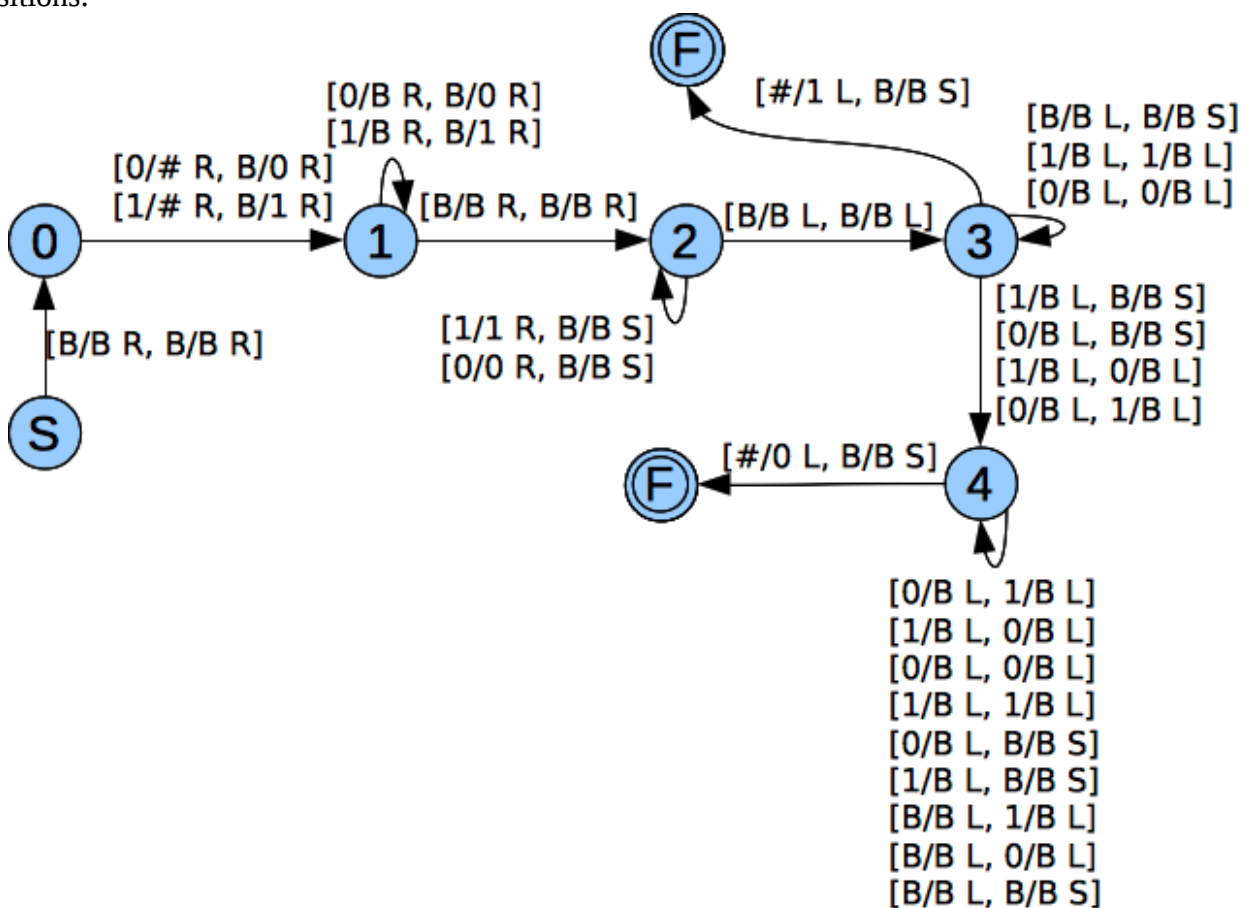 sitions:
F
[#/1 L, B/B S]
[0/B R, B/0 R]
[1/B R, B/1 R]
[B/B L, B/B S]
[1/B L, 1/B L]
[0/B L, 0/B L]
[0/# R, B/0 R]
[1/# R, B/1 R]
[B/B R, B/B R]
[B/B L, B/B L]
0
1
2
3
[1/1 R, B/B S]
[0/0 R, B/B S]
[1/B L, B/B S]
[0/B L, B/B S]
[1/B L, 0/B L]
[0/B L, 1/B L]
[B/B R, B/B R]
S
F
[#/0 L, B/B S]
4
[0/B L, 1/B L]
[1/B L, 0/B L]
[0/B L, 0/B L]
[1/B L, 1/B L]
[0/B L, B/B S]
[1/B L, B/B S]
[B/B L, 1/B L]
[B/B L, 0/B L]
[B/B L, B/B S]